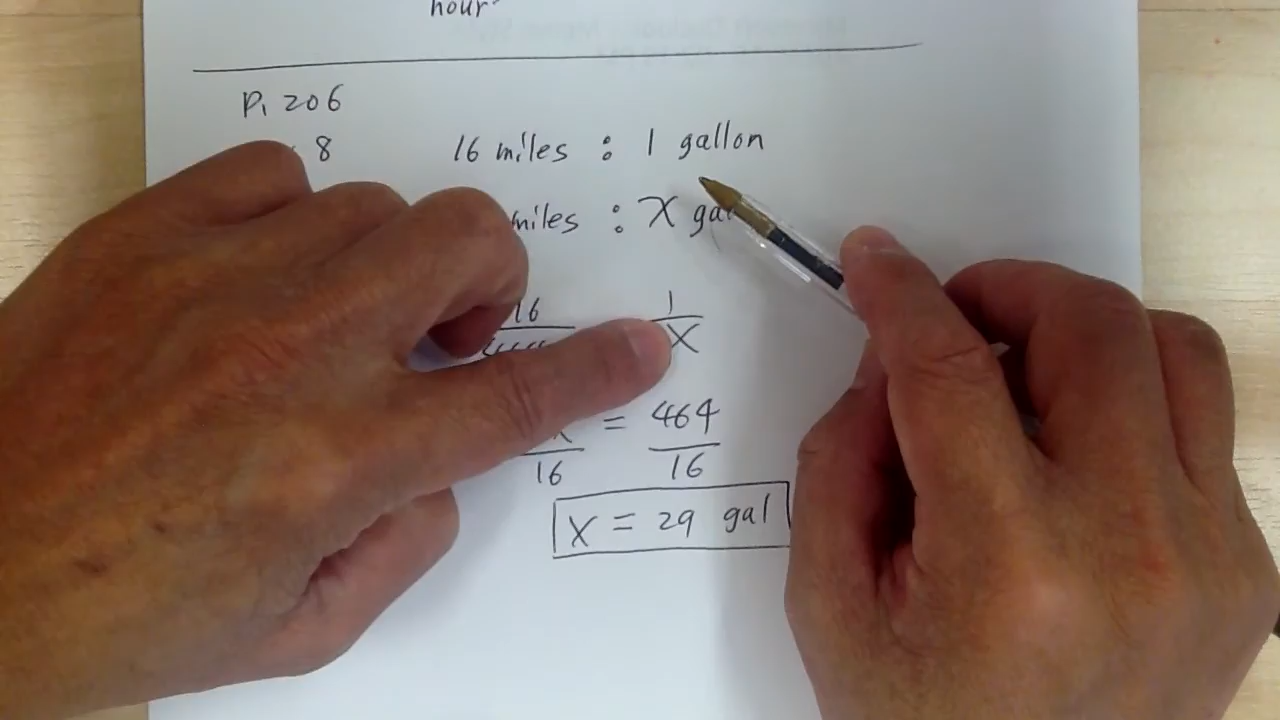 hour
P. 206
8 16 miles : 1 gallon
miles : X gal
16 1
X
= 464
16 16
X = 29 gal